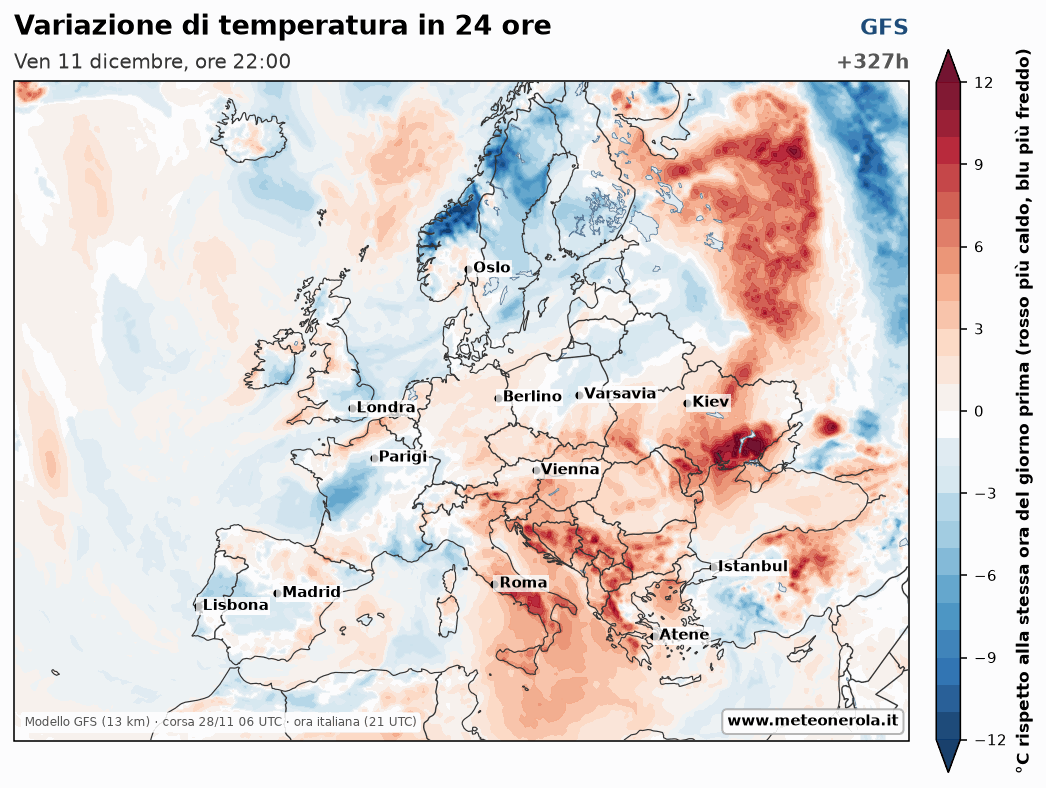 Variazione di temperatura in 24 ore
GFS
Ven 11 dicembre, ore 22:00
+327h
Oslo
Londra
Berlino
Varsavia
Kiev
Parigi
Vienna
Istanbul
Roma
Madrid
Lisbona
Atene
Modello GFS (13 km) · corsa 28/11 06 UTC · ora italiana (21 UTC)
www.meteonerola.it
12
9
6
3
0
−3
−6
−9
−12
°C rispetto alla stessa ora del giorno prima (rosso più caldo, blu più freddo)